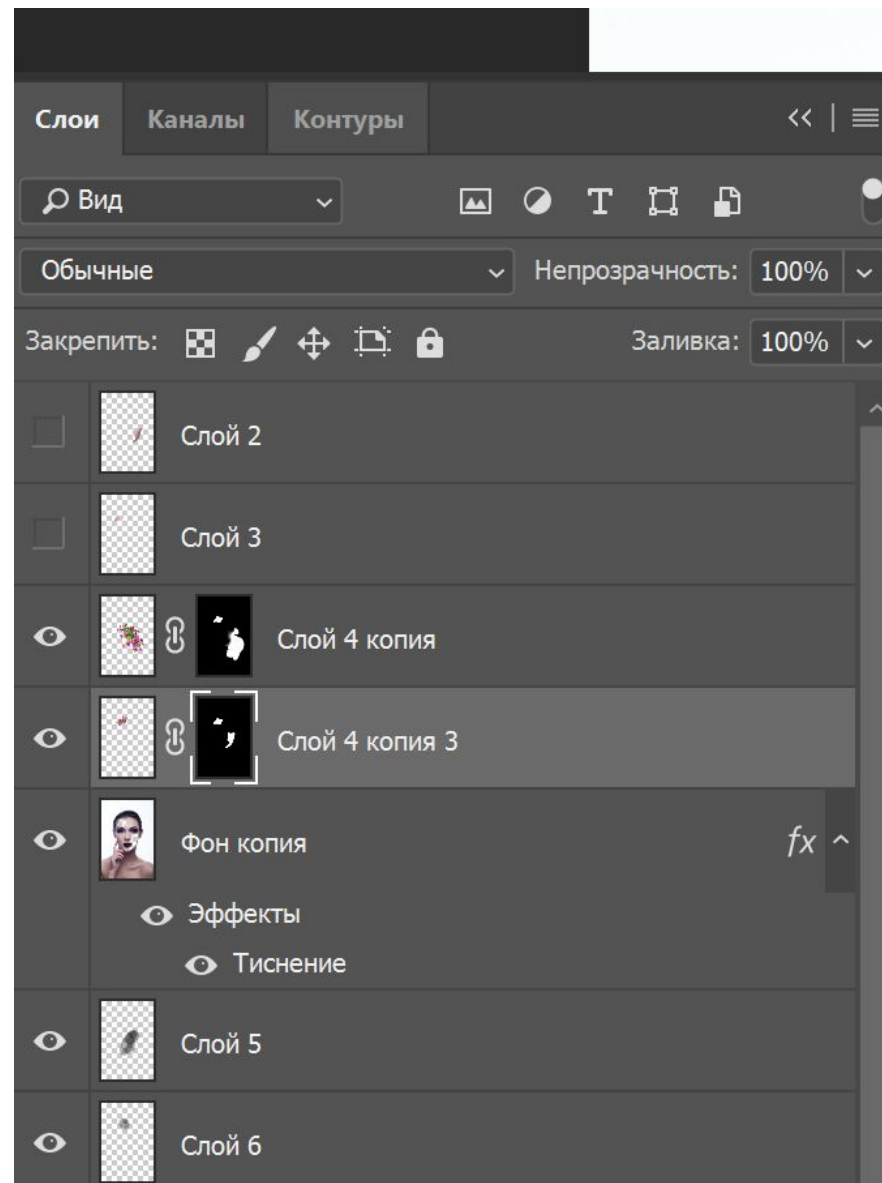 Слои Каналы Контуры
Вид
Обычные Непрозрачность: 100%
Закрепить: Заливка: 100%
Слой 2
Слой 3
Слой 4 копия
Слой 4 копия 3
Фон копия fx
Эффекты
Тиснение
Слой 5
Слой 6